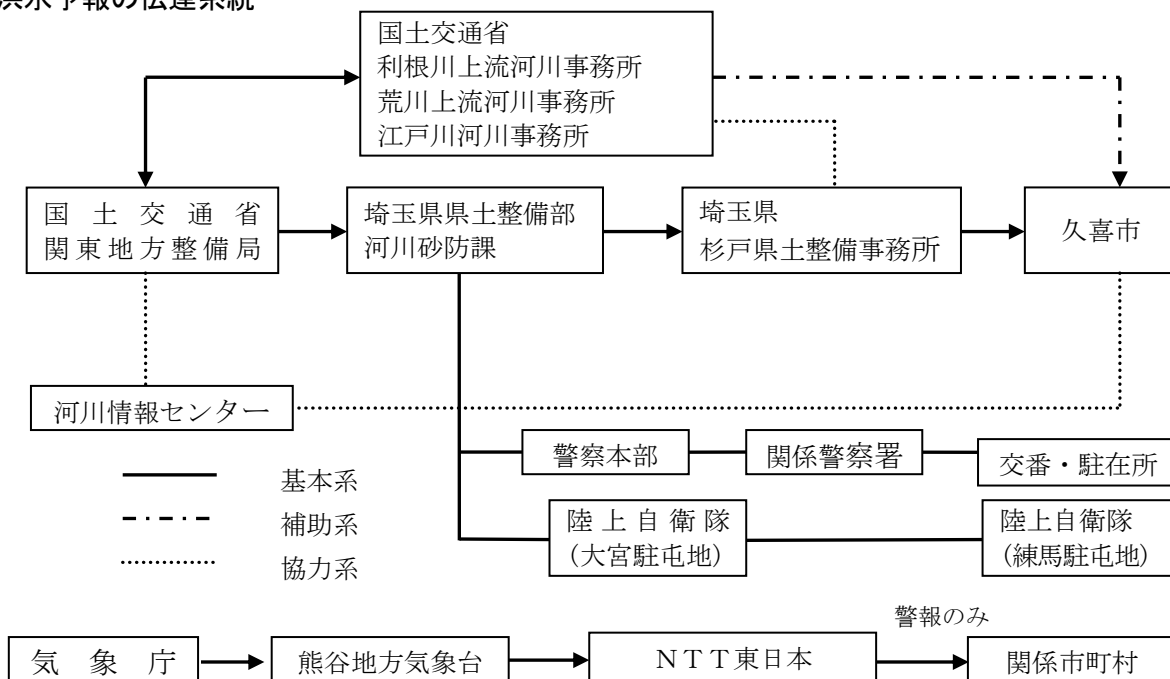 洪水予報の伝達系統
国土交通省
利根川上流河川事務所
荒川上流河川事務所
江戸川河川事務所
国土交通省
関東地方整備局
埼玉県県土整備部
河川砂防課
埼玉県
杉戸県土整備事務所
久喜市
河川情報センター
警察本部
関係警察署
交番・駐在所
基本系
補助系
協力系
陸上自衛隊
(大宮駐屯地)
陸上自衛隊
(練馬駐屯地)
警報のみ
気象庁
熊谷地方気象台
ＮＴＴ東日本
関係市町村